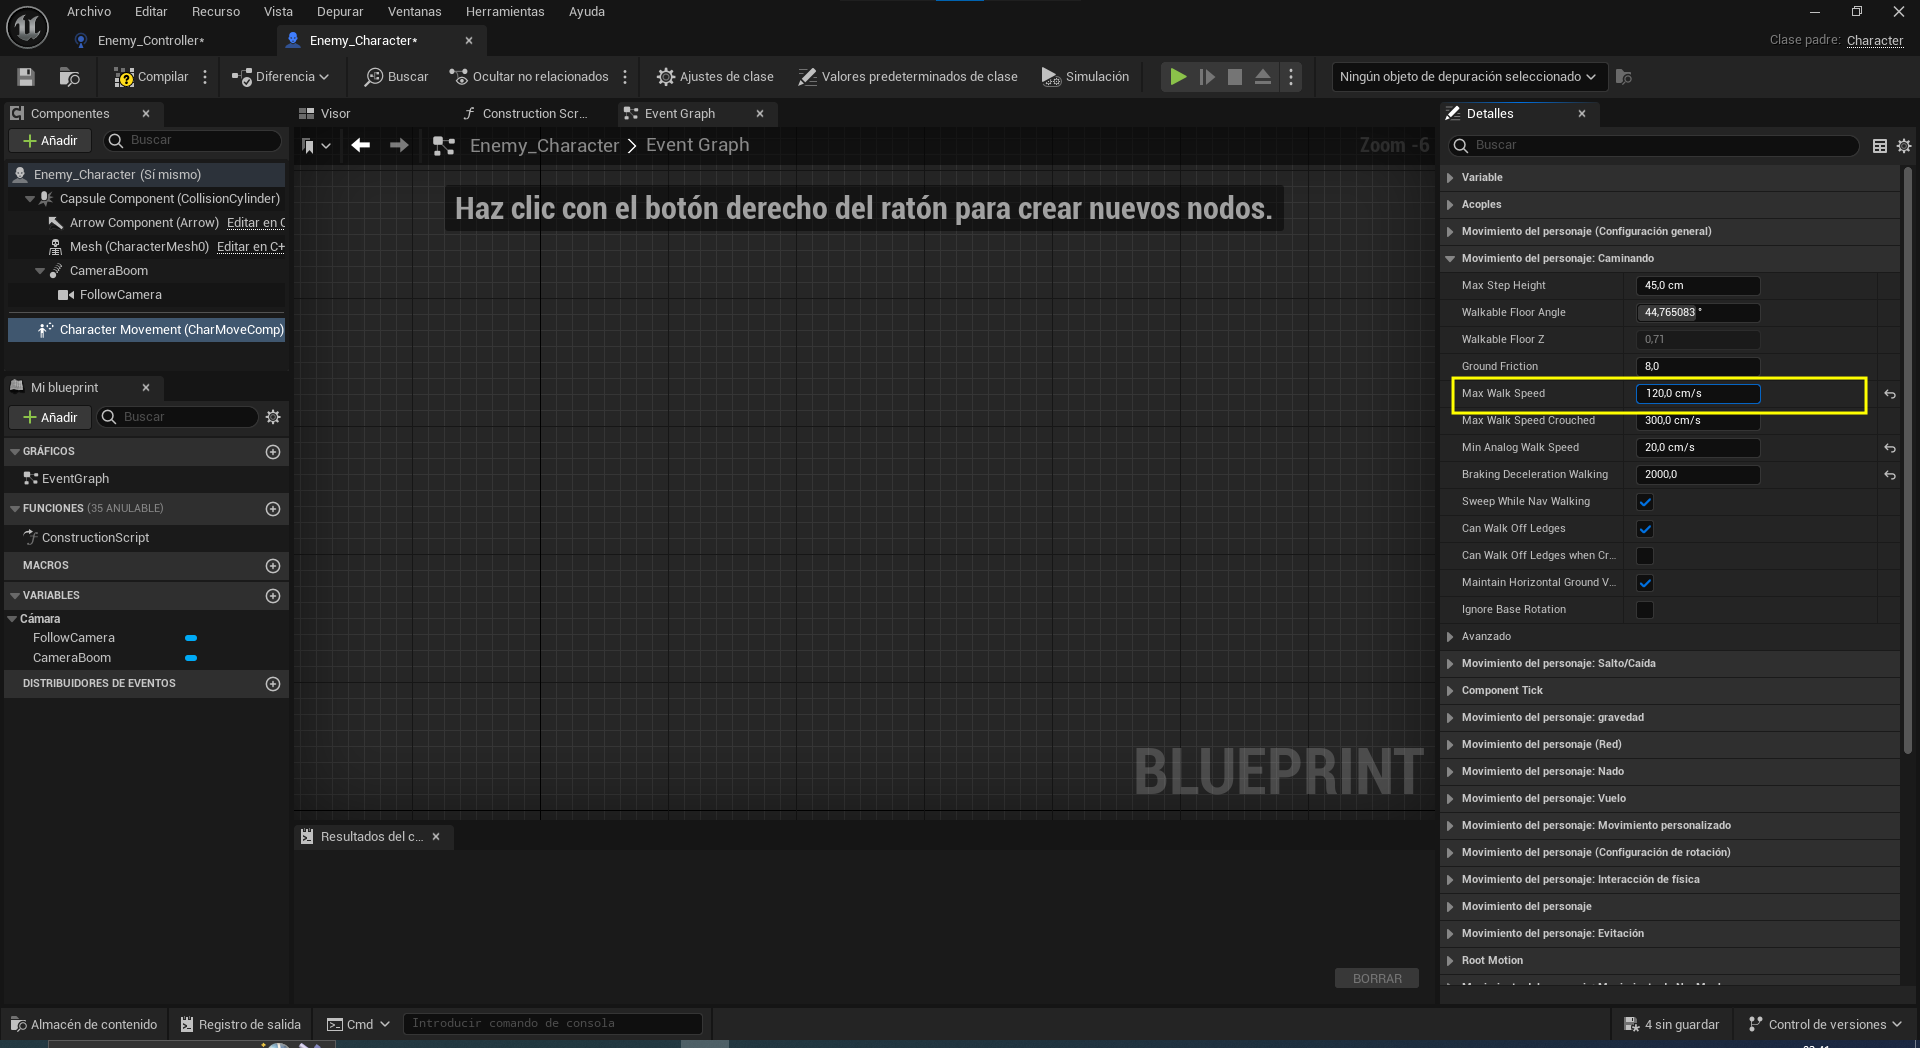 Archivo Editar Recurso Vista Depurar Ventanas Herramientas Ayuda
Enemy_Controller* Enemy_Character*
Clase padre: Character
Compilar Diferencia Buscar Ocultar no relacionados Ajustes de clase Valores predeterminados de clase Simulación Ningún objeto de depuración seleccionado
Componentes
Añadir Buscar
Enemy_Character (Sí mismo)
Capsule Component (CollisionCylinder)
Arrow Component (Arrow) Editar en C
Mesh (CharacterMesh0) Editar en C+
CameraBoom
FollowCamera
Character Movement (CharMoveComp)
Mi blueprint
Añadir Buscar
GRÁFICOS
EventGraph
FUNCIONES (35 ANULABLE)
ConstructionScript
MACROS
VARIABLES
Cámara
FollowCamera
CameraBoom
DISTRIBUIDORES DE EVENTOS
Visor Construction Scr... Event Graph
Enemy_Character > Event Graph Zoom -6
Haz clic con el botón derecho del ratón para crear nuevos nodos.
BLUEPRINT
Resultados del c...
BORRAR
Detalles
Buscar
Variable
Acoples
Movimiento del personaje (Configuración general)
Movimiento del personaje: Caminando
Max Step Height 45,0 cm
Walkable Floor Angle 44,765083 °
Walkable Floor Z 0,71
Ground Friction 8,0
Max Walk Speed 120,0 cm/s
Max Walk Speed Crouched 300,0 cm/s
Min Analog Walk Speed 20,0 cm/s
Braking Deceleration Walking 2000,0
Sweep While Nav Walking
Can Walk Off Ledges
Can Walk Off Ledges when Cr...
Maintain Horizontal Ground V...
Ignore Base Rotation
Avanzado
Movimiento del personaje: Salto/Caída
Component Tick
Movimiento del personaje: gravedad
Movimiento del personaje (Red)
Movimiento del personaje: Nado
Movimiento del personaje: Vuelo
Movimiento del personaje: Movimiento personalizado
Movimiento del personaje (Configuración de rotación)
Movimiento del personaje: Interacción de física
Movimiento del personaje
Movimiento del personaje: Evitación
Root Motion
Almacén de contenido Registro de salida Cmd Introducir comando de consola 4 sin guardar Control de versiones